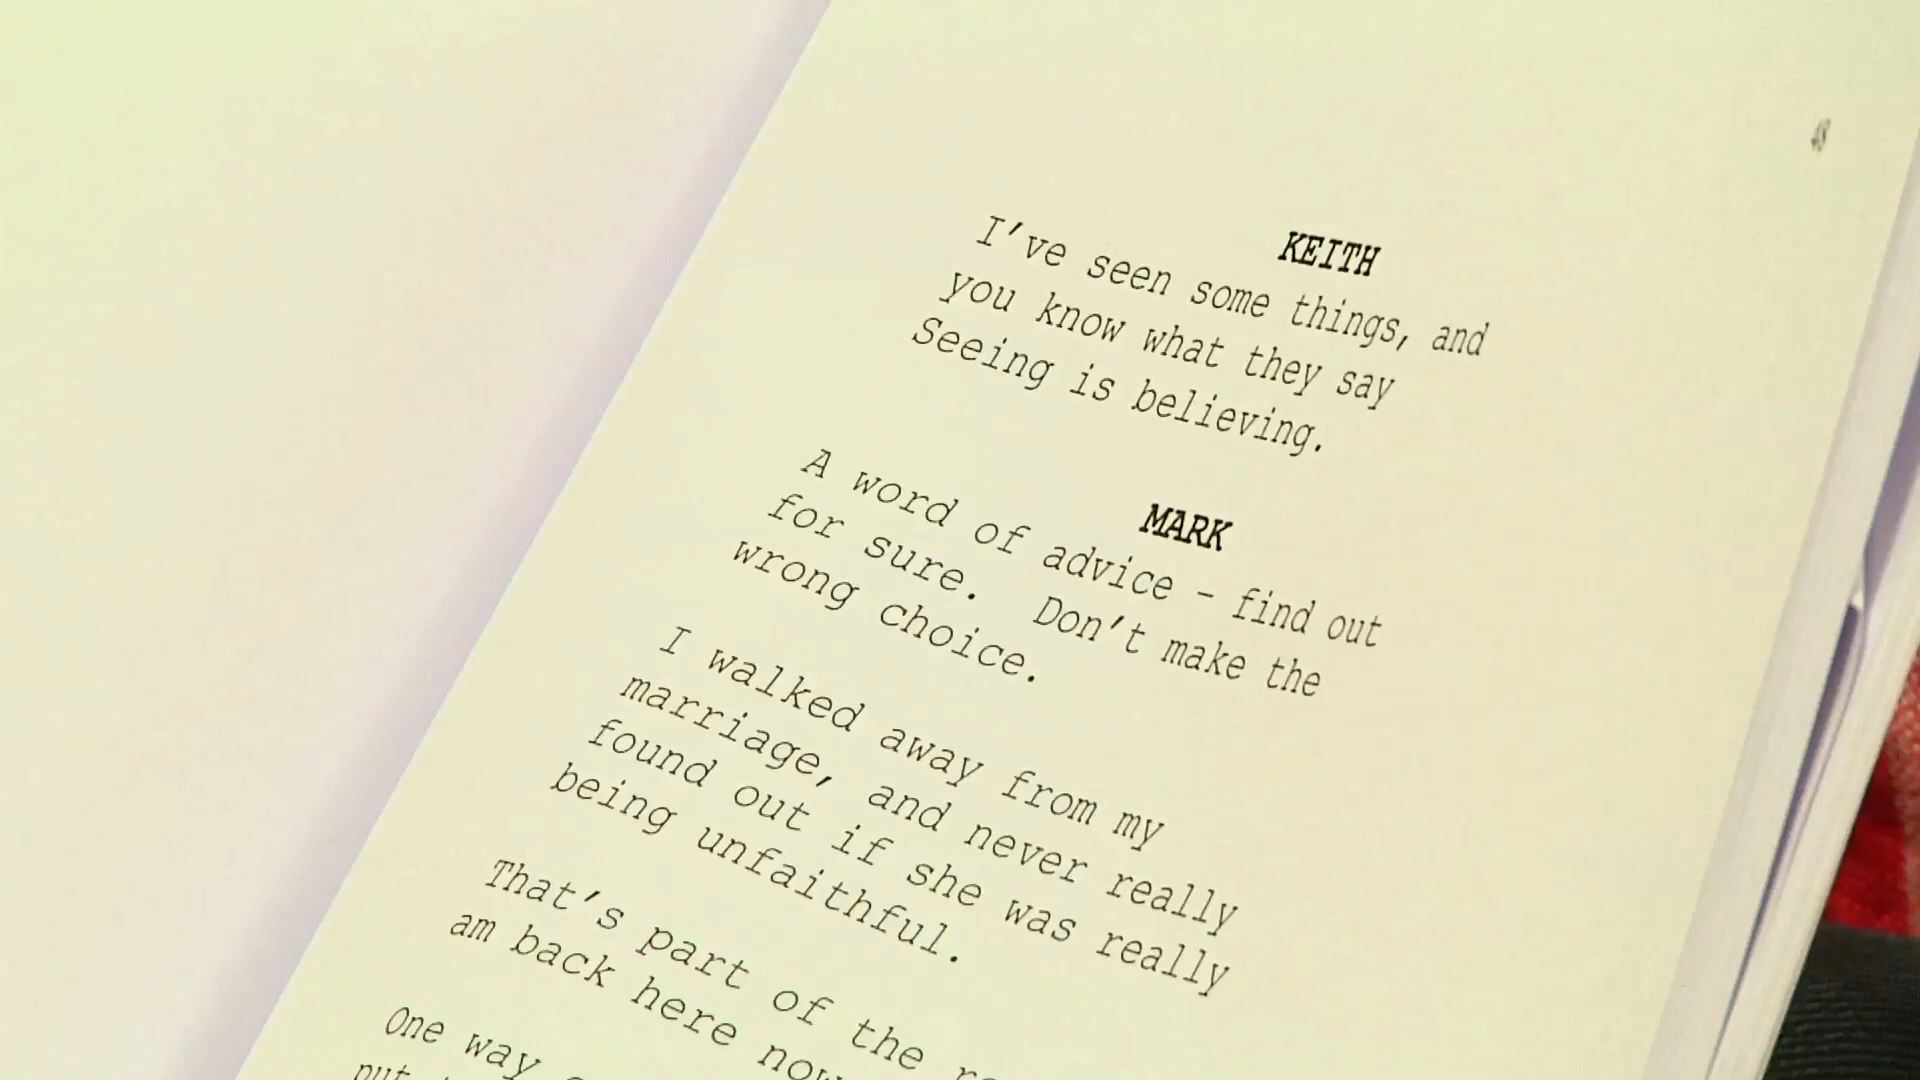 48
KEITH
I've seen some things, and
you know what they say
Seeing is believing.
MARK
A word of advice – find out
for sure. Don't make the
wrong choice.
I walked away from my
marriage, and never really
found out if she was really
being unfaithful.
That's part of the
am back here now
One way
put